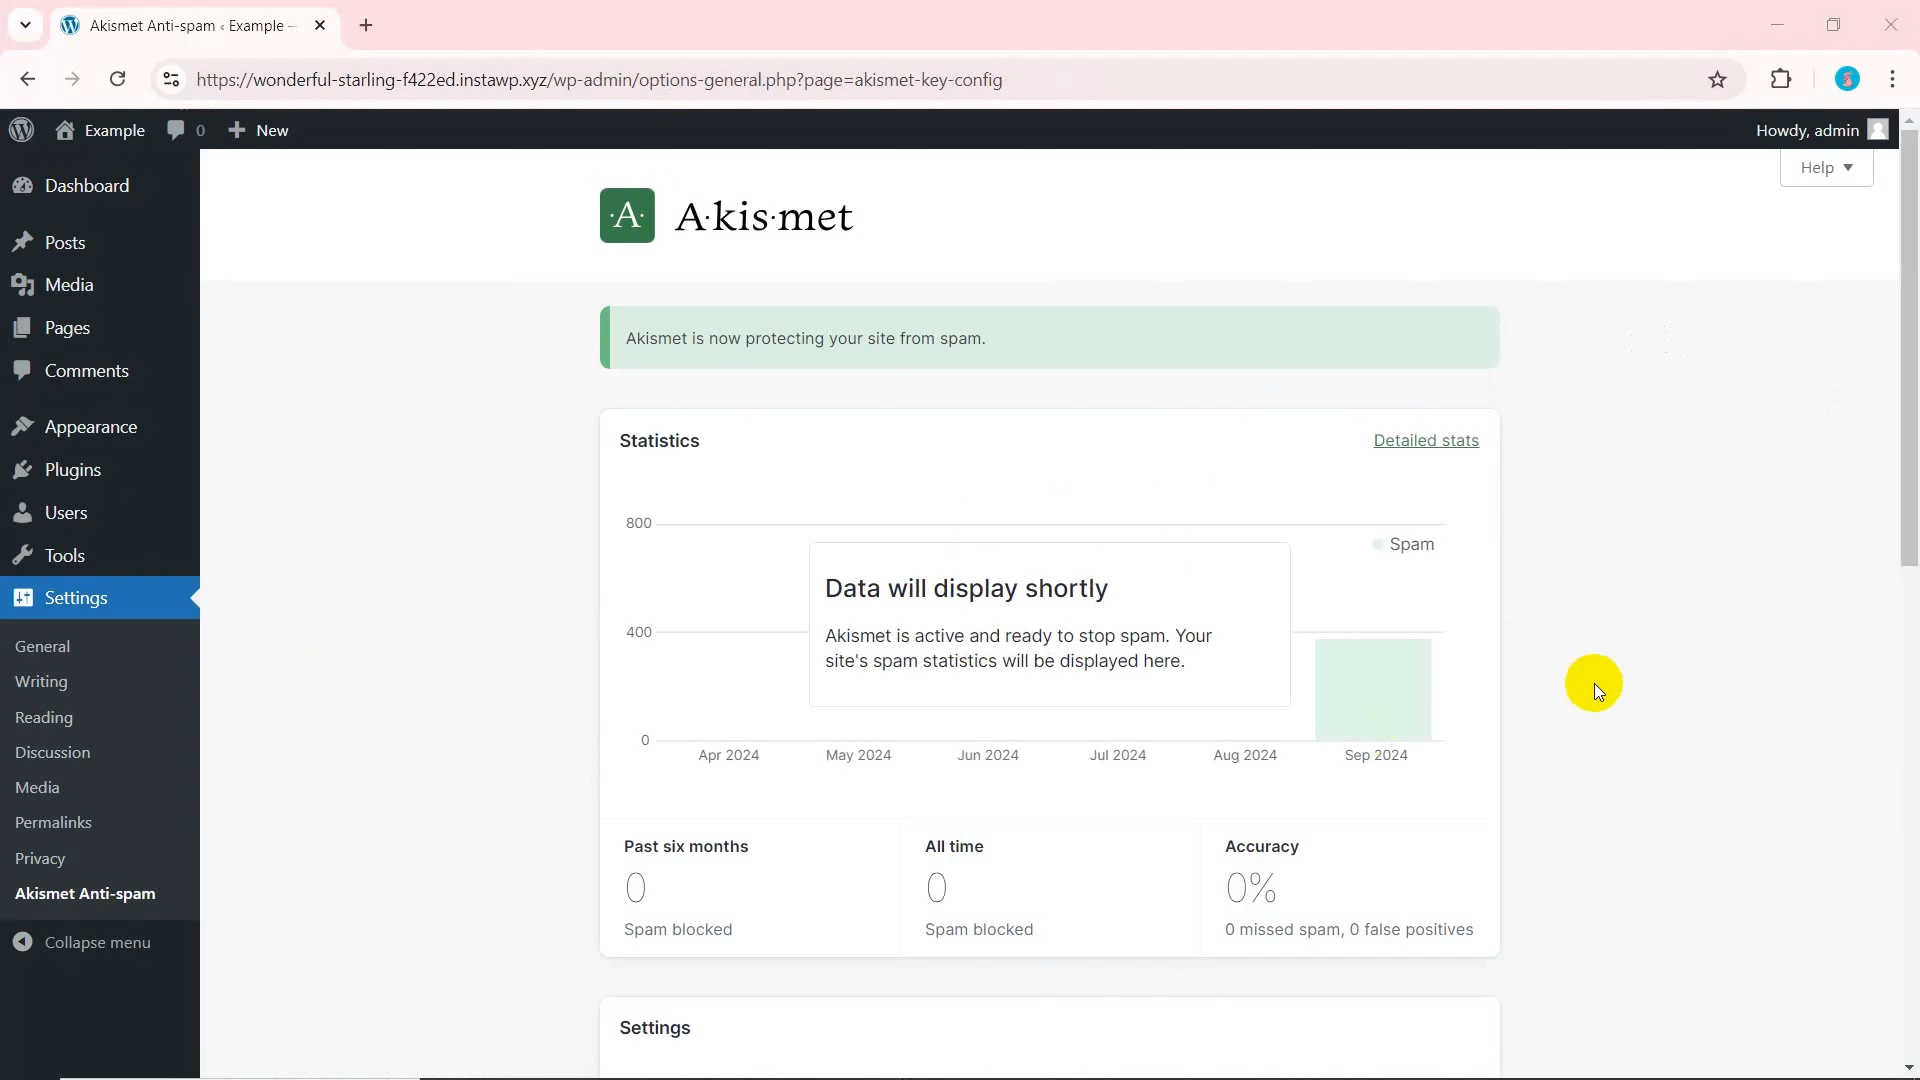 Akismet Anti-spam ‹ Example –
https://wonderful-starling-f422ed.instawp.xyz/wp-admin/options-general.php?page=akismet-key-config
Example
0
New
Howdy, admin
Help
Dashboard
Posts
Media
Pages
Comments
Appearance
Plugins
Users
Tools
Settings
General
Writing
Reading
Discussion
Media
Permalinks
Privacy
Akismet Anti-spam
Collapse menu
·A·
A·kis·met
Akismet is now protecting your site from spam.
Statistics
Detailed stats
800
Spam
400
0
Data will display shortly
Akismet is active and ready to stop spam. Your
site's spam statistics will be displayed here.
Apr 2024
May 2024
Jun 2024
Jul 2024
Aug 2024
Sep 2024
Past six months
0
Spam blocked
All time
0
Spam blocked
Accuracy
0%
0 missed spam, 0 false positives
Settings